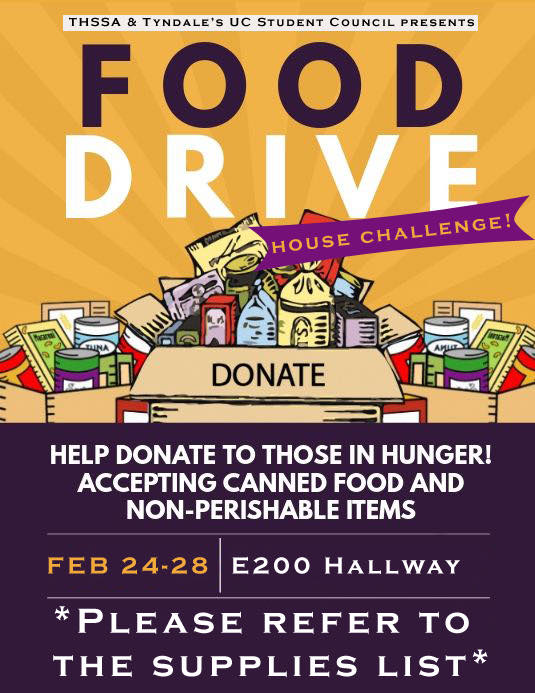 THSSA & TYNDALE'S UC STUDENT COUNCIL PRESENTS
FOOD
DRIVE
HOUSE CHALLENGE!
TUNA
DONATE
HELP DONATE TO THOSE IN HUNGER!
ACCEPTING CANNED FOOD AND
NON-PERISHABLE ITEMS
FEB 24-28 | E200 HALLWAY
*PLEASE REFER TO
THE SUPPLIES LIST*